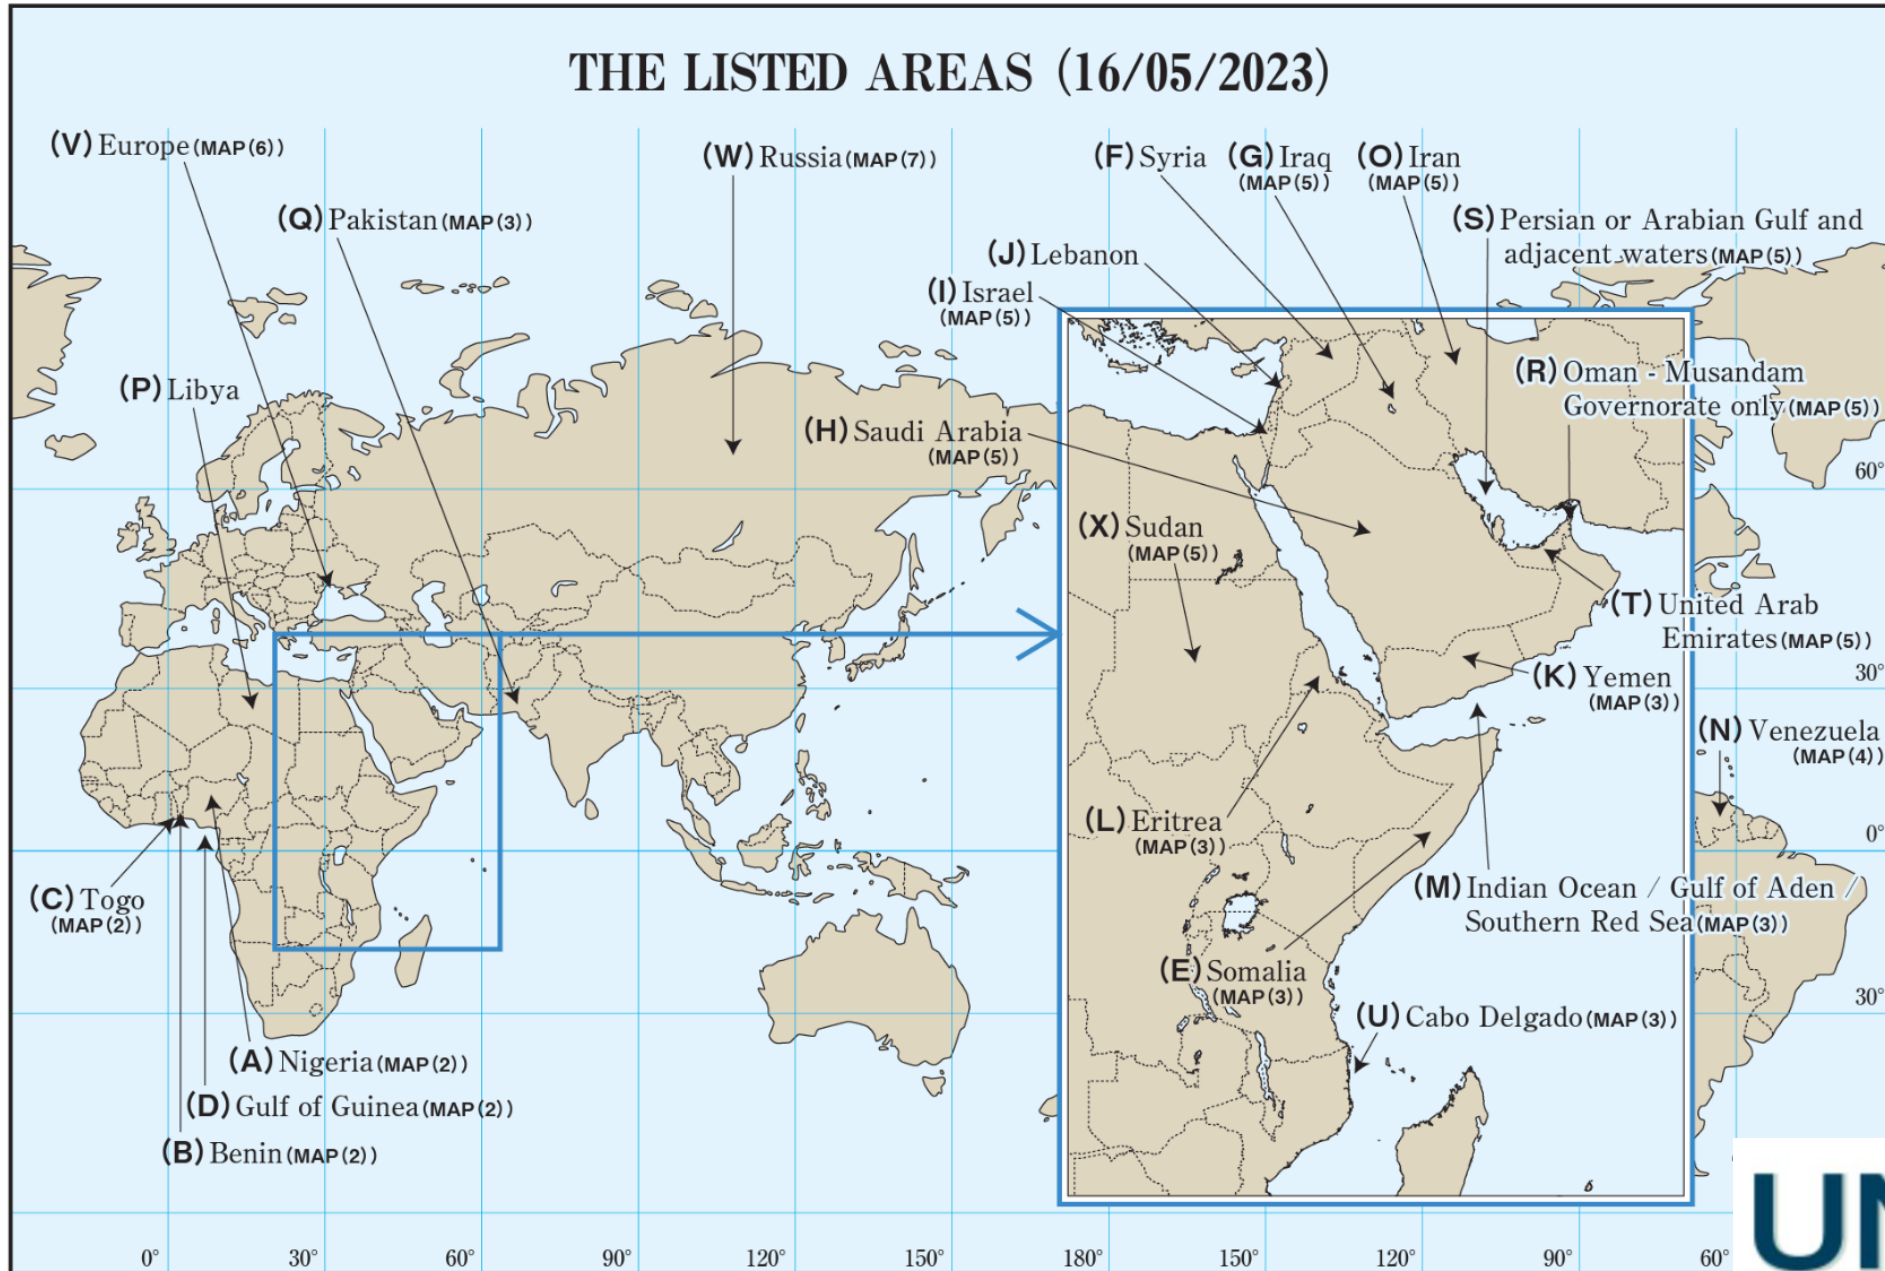 THE LISTED AREAS (16/05/2023)
(V) Europe (MAP(6))
(W) Russia (MAP(7))
(F) Syria
(G) Iraq
(MAP(5))
(O) Iran
(MAP(5))
(Q) Pakistan (MAP(3))
(S) Persian or Arabian Gulf and
adjacent waters (MAP(5))
(J) Lebanon
(I) Israel
(MAP(5))
(P) Libya
(R) Oman - Musandam
Governorate only (MAP(5))
(H) Saudi Arabia
(MAP(5))
60°
(X) Sudan
(MAP(5))
(T) United Arab
Emirates (MAP(5))
(K) Yemen
(MAP(3))
30°
(N) Venezuela
(MAP(4))
(L) Eritrea
(MAP(3))
0°
(C) Togo
(MAP(2))
(M) Indian Ocean / Gulf of Aden /
Southern Red Sea (MAP(3))
(E) Somalia
(MAP(3))
30°
(U) Cabo Delgado (MAP(3))
(A) Nigeria (MAP(2))
(D) Gulf of Guinea (MAP(2))
(B) Benin (MAP(2))
0° 30° 60° 90° 120° 150° 180° 150° 120° 90° 60°